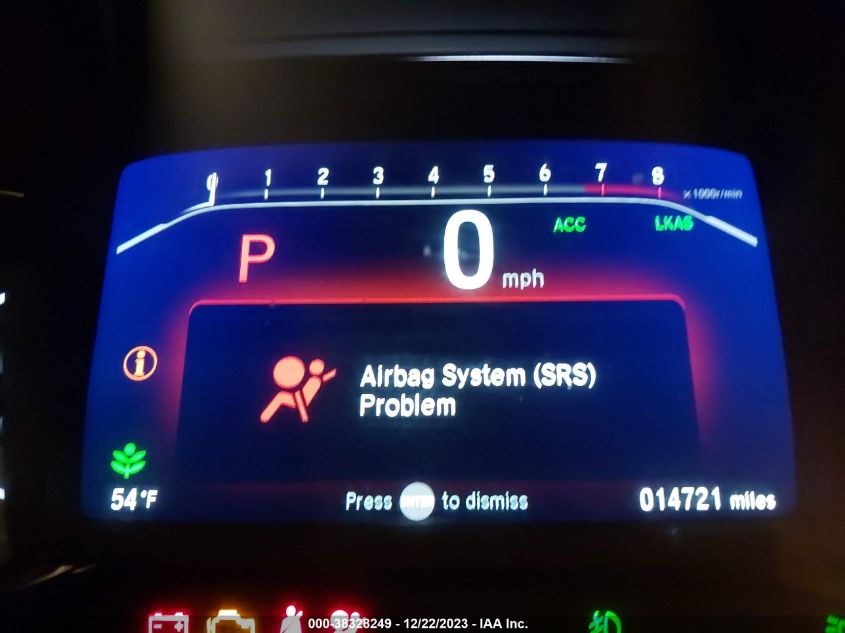 0 1 2 3 4 5 6 7 8 ×1000r/min
P 0 mph ACC LKAS
Airbag System (SRS)
Problem
Press ENTER to dismiss
54°F 014721 miles
000-38328249 - 12/22/2023 - IAA Inc.